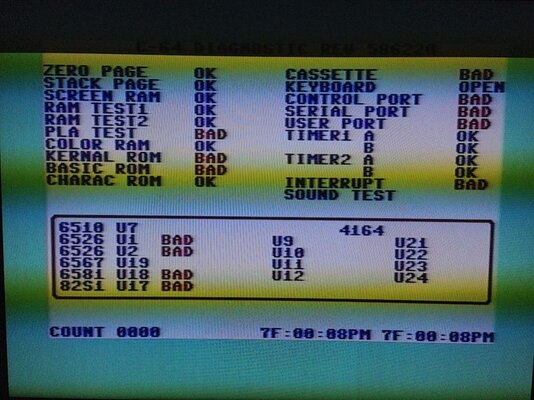 C-64 DIAGNOSTIC REV 586220
ZERO PAGE OK CASSETTE BAD
STACK PAGE OK KEYBOARD OPEN
SCREEN RAM OK CONTROL PORT BAD
RAM TEST1 OK SERIAL PORT BAD
RAM TEST2 OK USER PORT BAD
PLA TEST BAD TIMER1 A OK
COLOR RAM OK B OK
KERNAL ROM BAD TIMER2 A OK
BASIC ROM BAD B OK
CHARAC ROM OK INTERRUPT BAD
SOUND TEST
6510 U7 4164
6526 U1 BAD U9 U21
6526 U2 BAD U10 U22
6567 U19 U11 U23
6581 U18 BAD U12 U24
82S1 U17 BAD
COUNT 0000 7F:00:08PM 7F:00:08PM